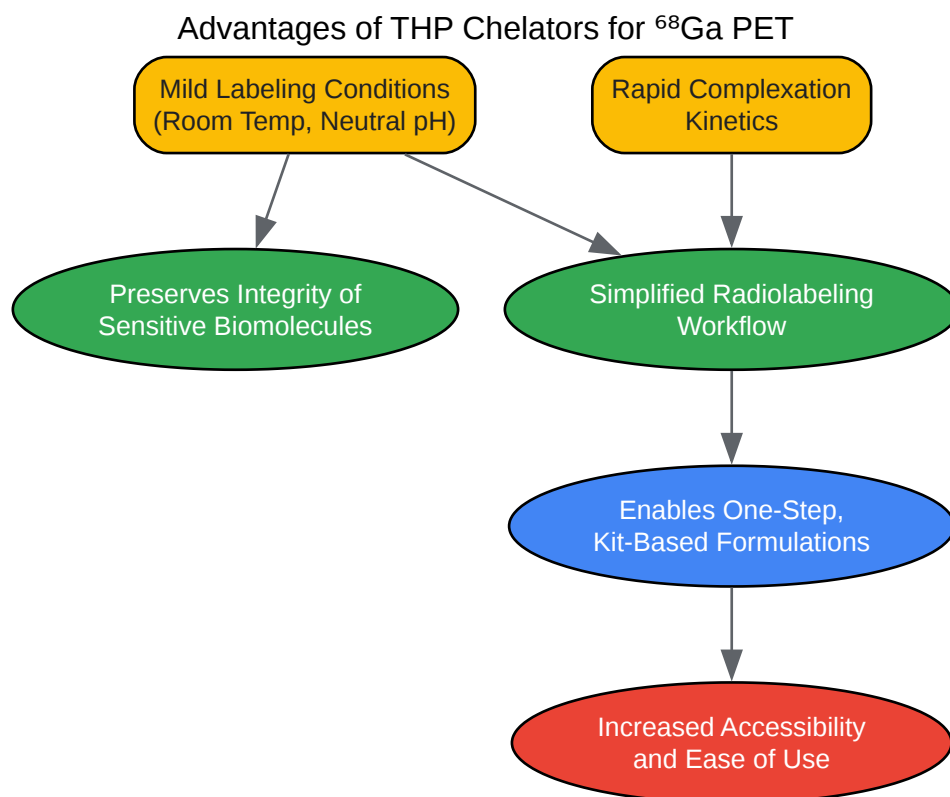 Advantages of THP Chelators for ⁶⁸Ga PET
Mild Labeling Conditions
(Room Temp, Neutral pH)
Rapid Complexation
Kinetics
Preserves Integrity of
Sensitive Biomolecules
Simplified Radiolabeling
Workflow
Enables One-Step,
Kit-Based Formulations
Increased Accessibility
and Ease of Use